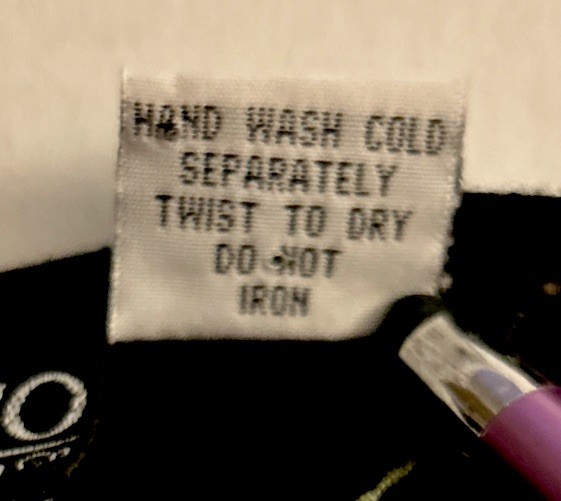 HAND WASH COLD
SEPARATELY
TWIST TO DRY
DO NOT
IRON